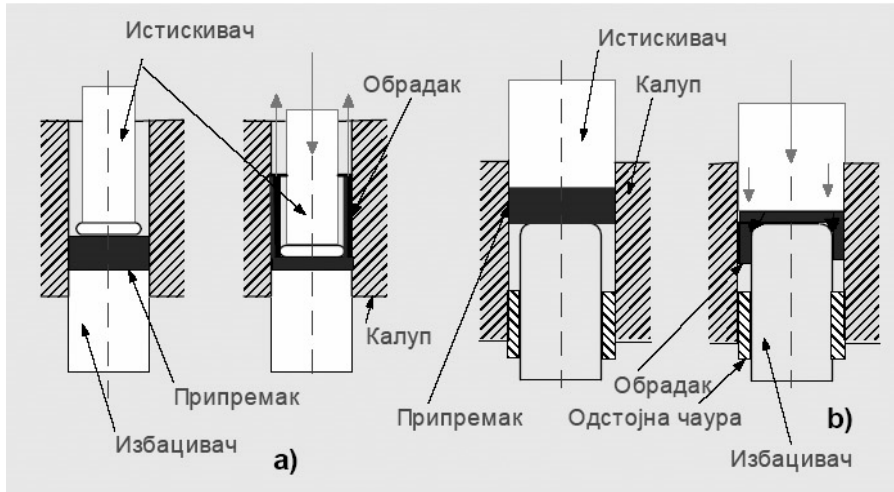 Истискивач
Обрадак
Калуп
Припремак
Избацивач
a)
Истискивач
Калуп
Припремак
Обрадак
Одстојна чаура
Избацивач
b)